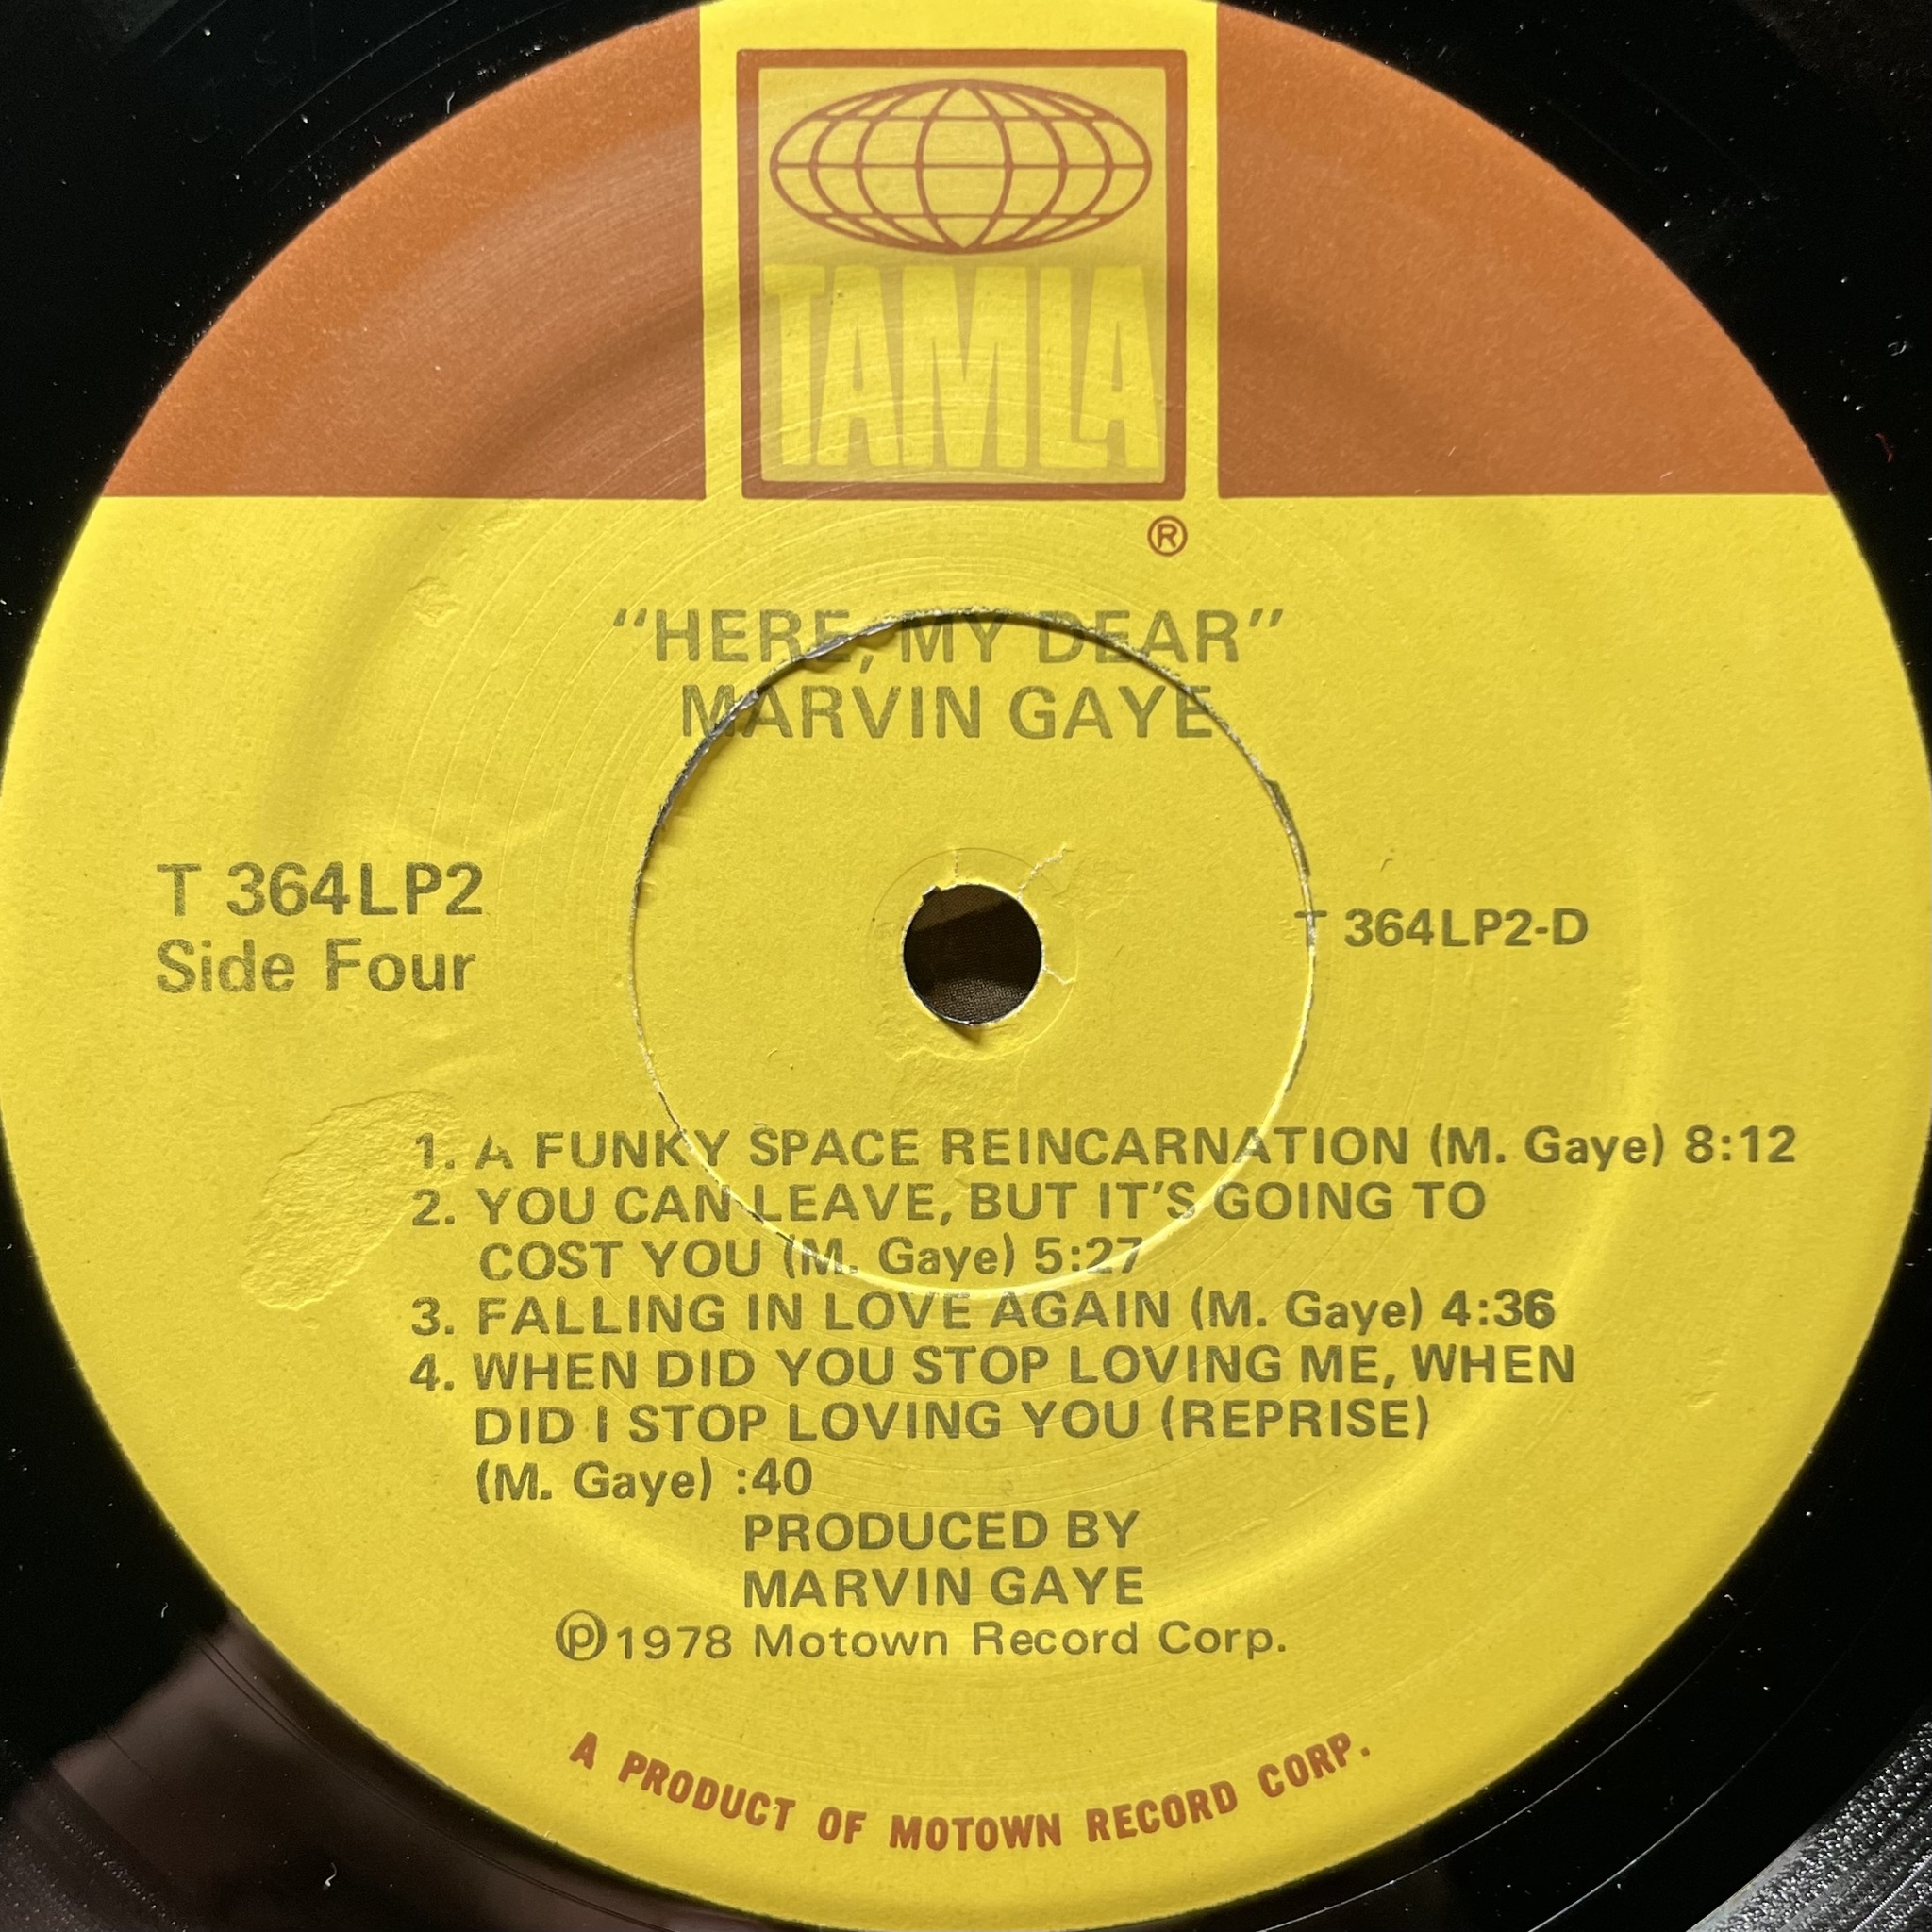 TAMLA
®
“HERE, MY DEAR”
MARVIN GAYE
T 364LP2
Side Four
T 364LP2-D
1. A FUNKY SPACE REINCARNATION (M. Gaye) 8:12
2. YOU CAN LEAVE, BUT IT’S GOING TO
COST YOU (M. Gaye) 5:27
3. FALLING IN LOVE AGAIN (M. Gaye) 4:36
4. WHEN DID YOU STOP LOVING ME, WHEN
DID I STOP LOVING YOU (REPRISE)
(M. Gaye) :40
PRODUCED BY
MARVIN GAYE
℗1978 Motown Record Corp.
A PRODUCT OF MOTOWN RECORD CORP.